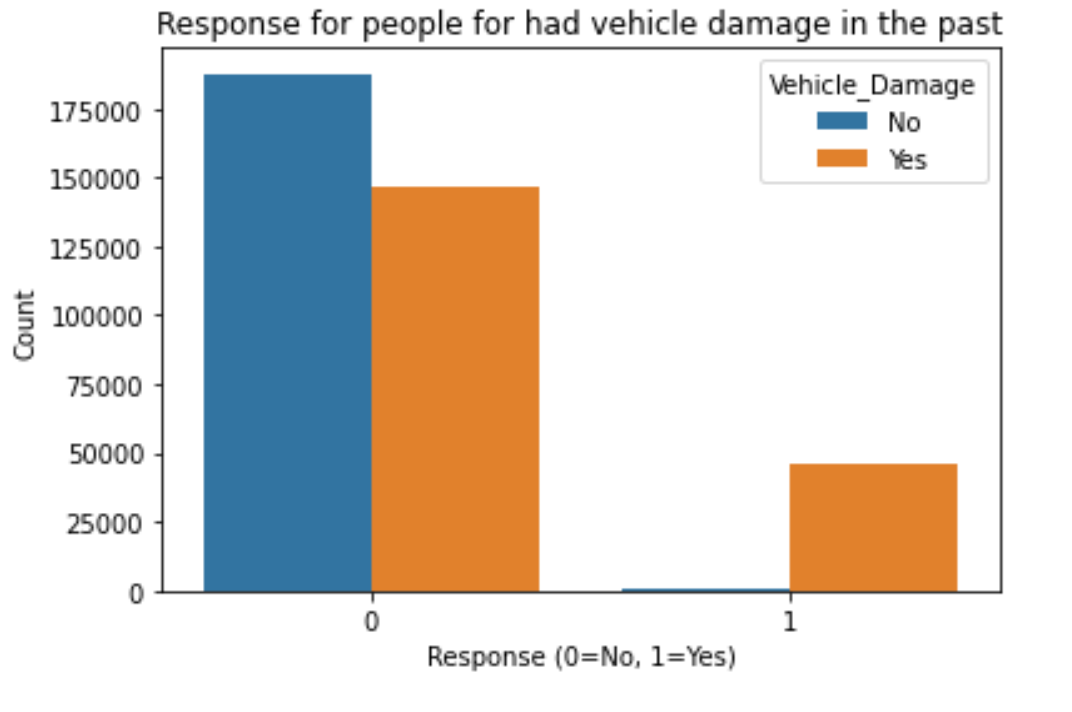 Response for people for had vehicle damage in the past
Vehicle_Damage
No
Yes
175000
150000
125000
100000
75000
50000
25000
0
Count
0 1
Response (0=No, 1=Yes)